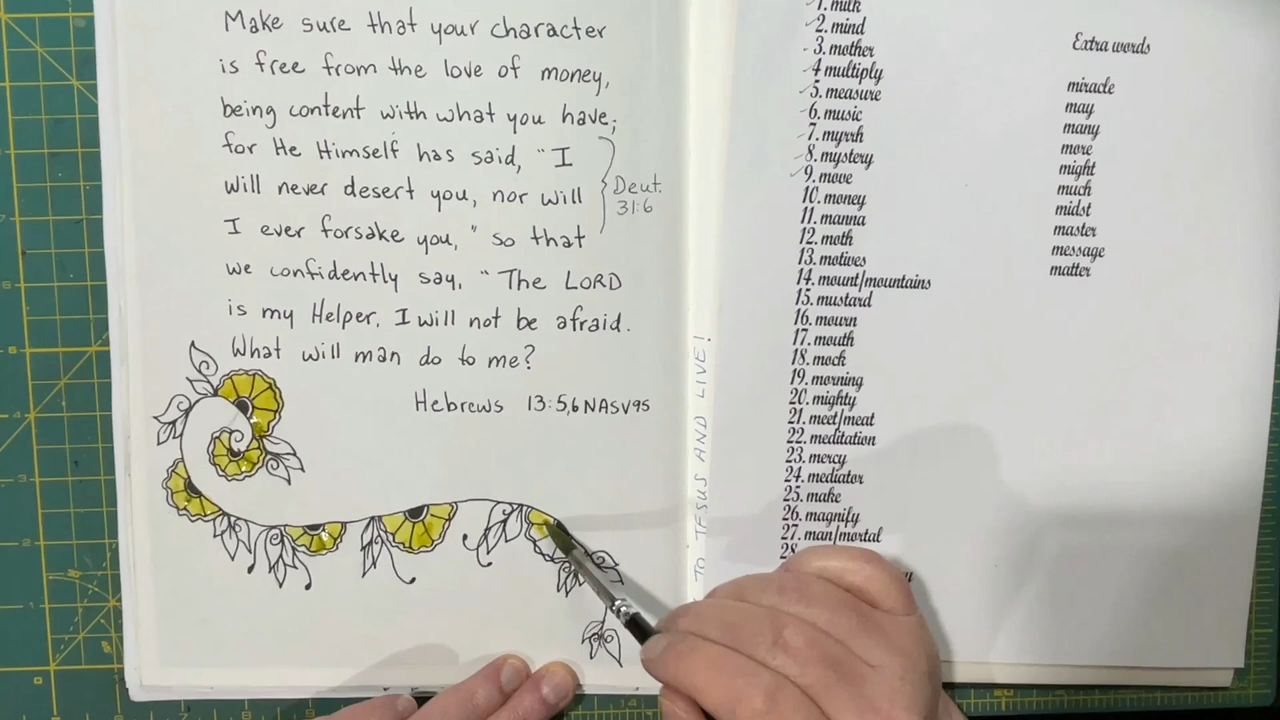 Make sure that your character
is free from the love of money,
being content with what you have;
for He Himself has said, "I
will never desert you, nor will
I ever forsake you," so that
we confidently say, "The LORD
is my Helper, I will not be afraid.
What will man do to me?
Hebrews 13:5,6 NASV95
Deut.
31:6
TO JESUS AND LIVE!
1. milk
2. mind
3. mother
4 multiply
5. measure
6. music
7. myrrh
8. mystery
9. move
10. money
11. manna
12. moth
13. motives
14. mount/mountains
15. mustard
16. mourn
17. mouth
18. mock
19. morning
20. mighty
21. meet/meat
22. meditation
23. mercy
24. mediator
25. make
26. magnify
27. man/mortal
28.
Extra words
miracle
may
many
more
might
much
midst
master
message
matter
14